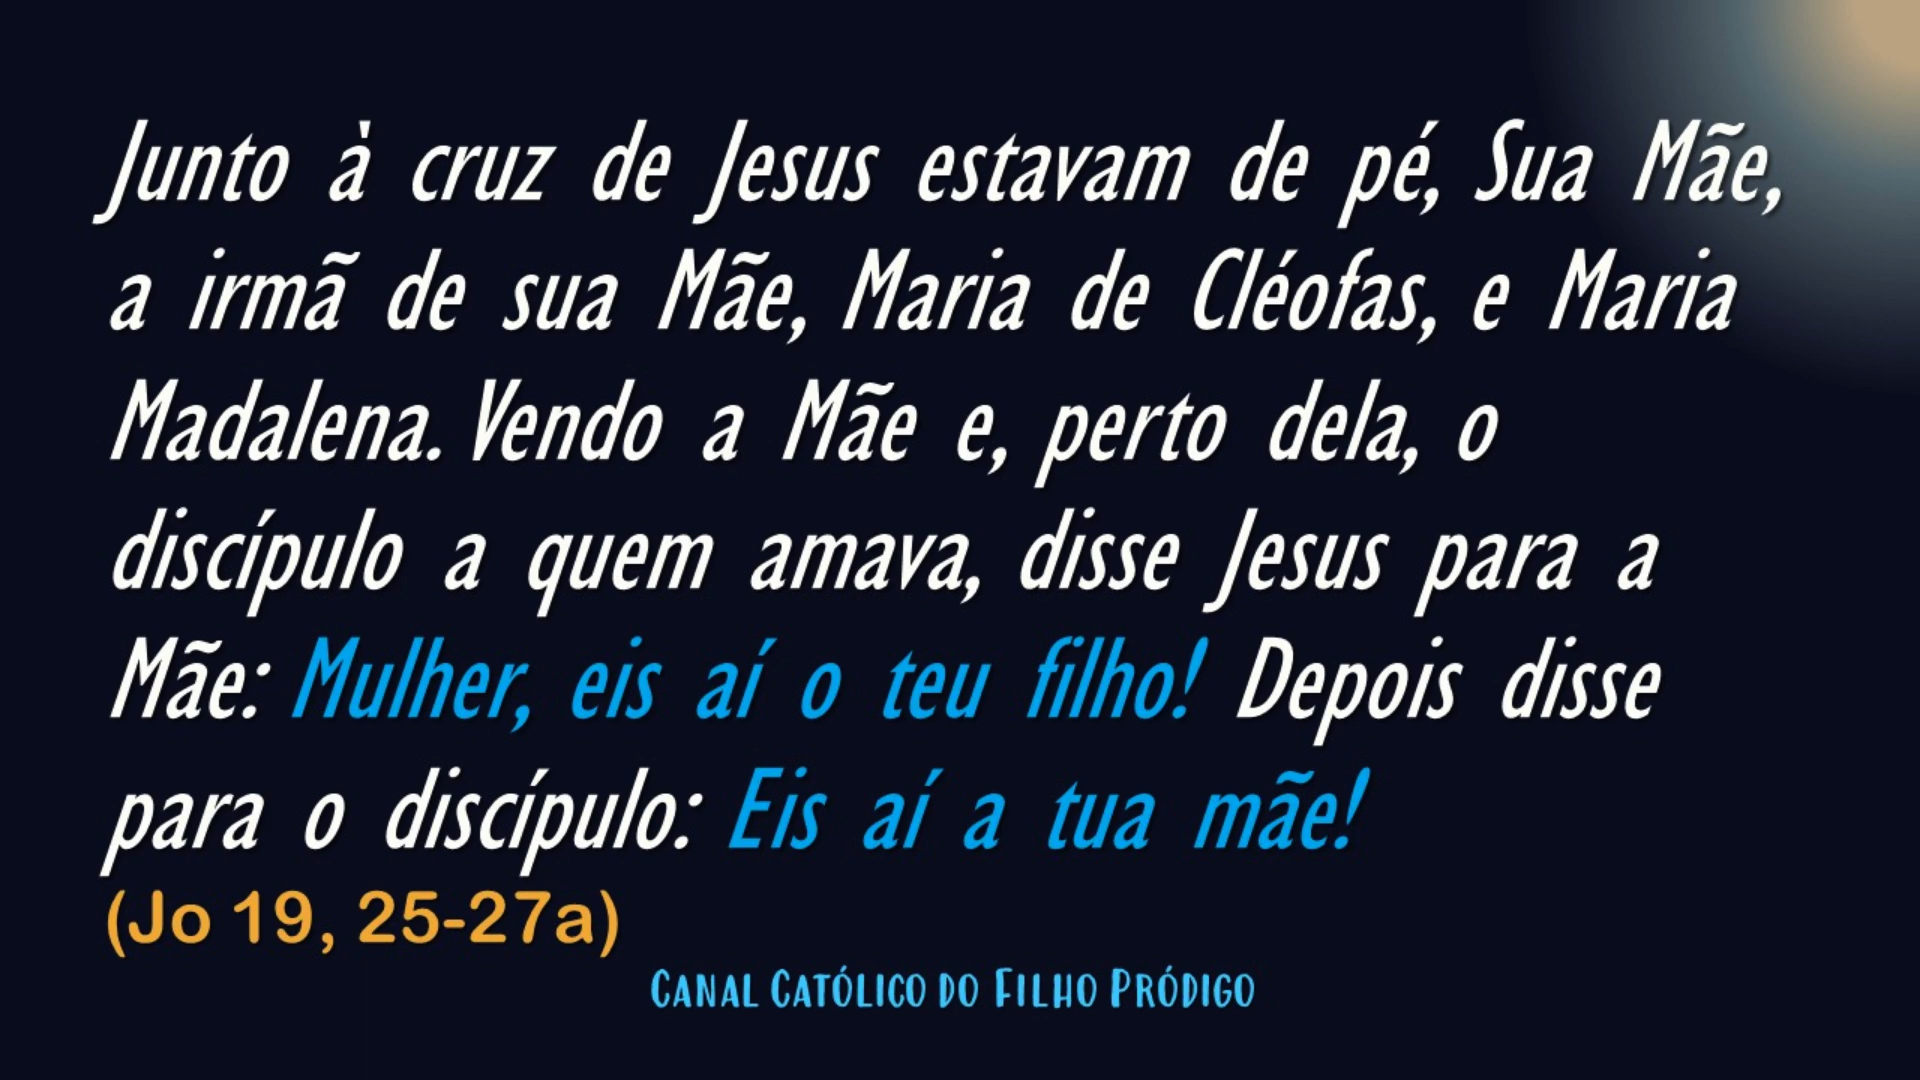 Junto à cruz de Jesus estavam de pé, Sua Mãe,
a irmã de sua Mãe, Maria de Cléofas, e Maria
Madalena. Vendo a Mãe e, perto dela, o
discípulo a quem amava, disse Jesus para a
Mãe: Mulher, eis aí o teu filho! Depois disse
para o discípulo: Eis aí a tua mãe!
(Jo 19, 25-27a)
Canal Católico do Filho Pródigo